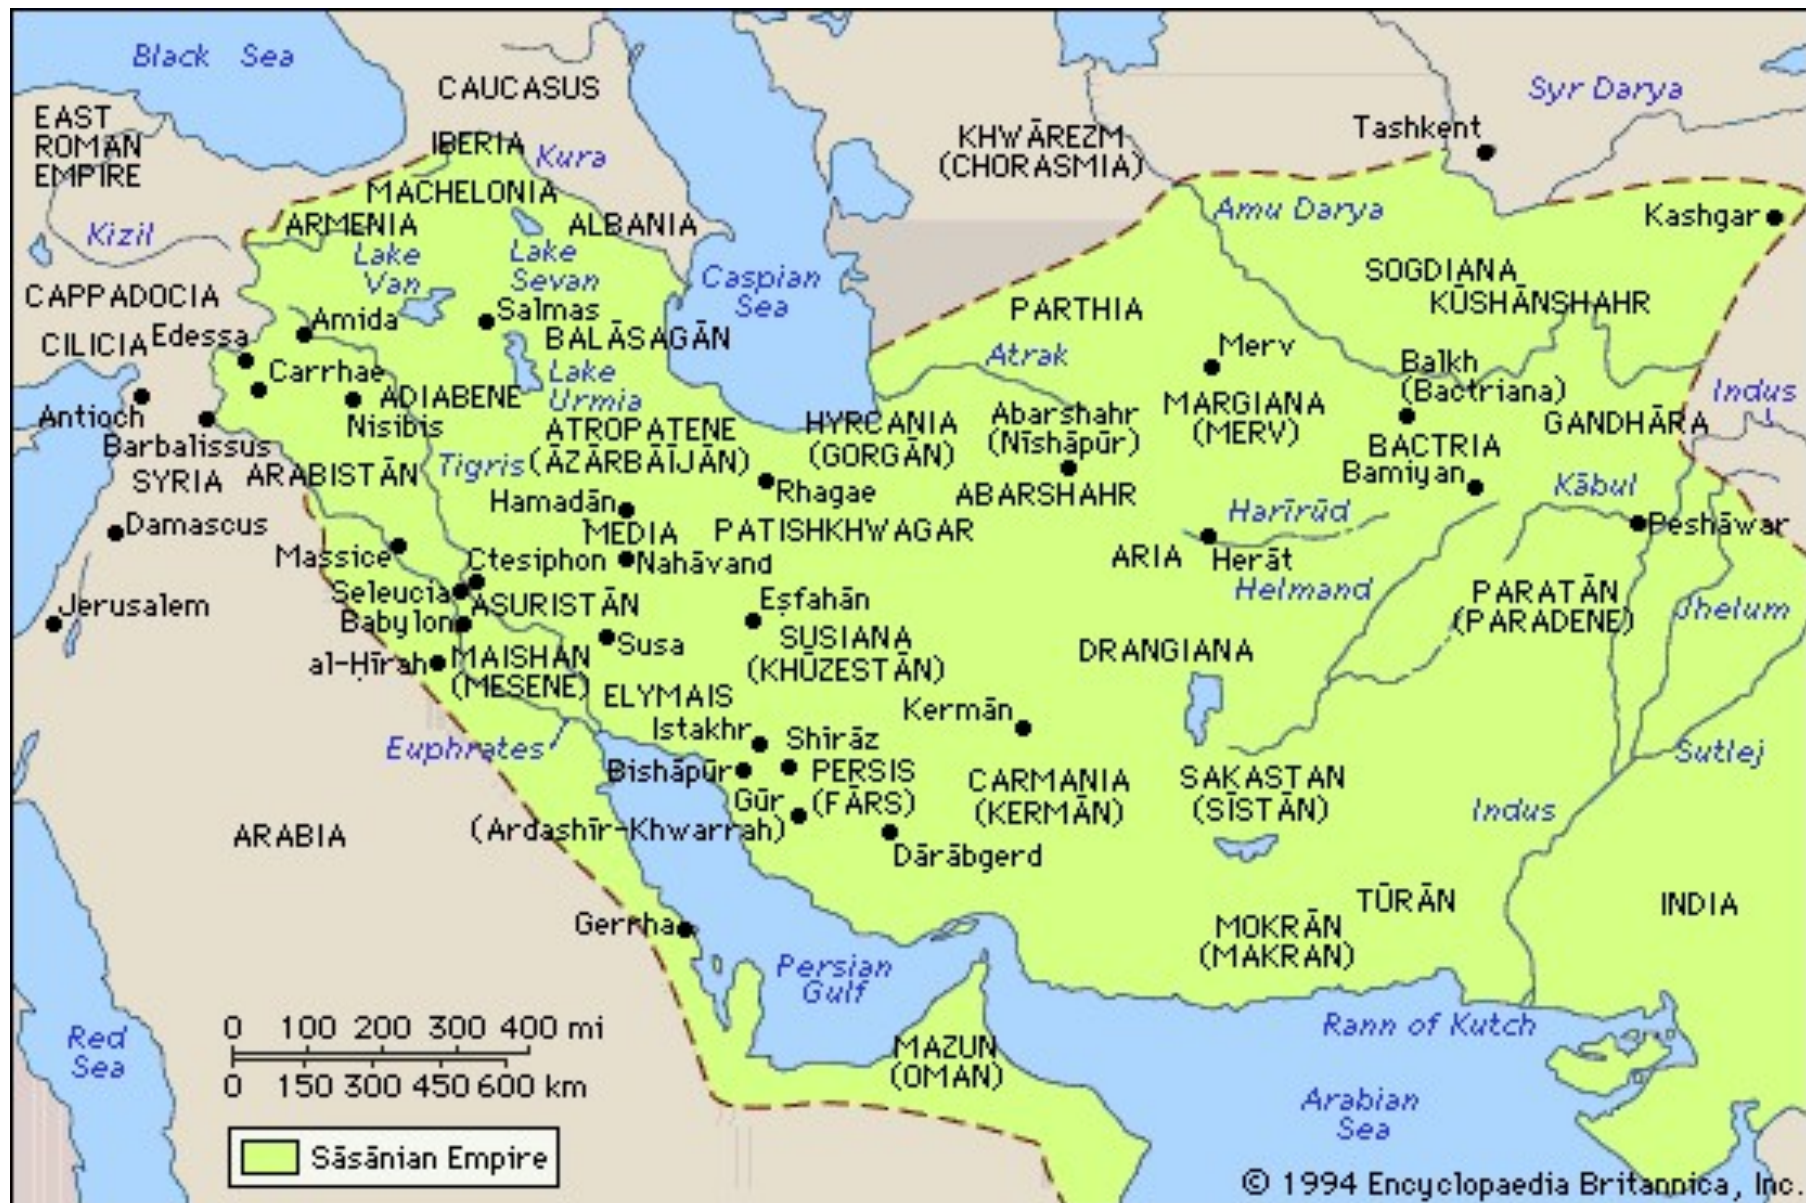 Black Sea
CAUCASUS
EAST
ROMAN
EMPIRE
Kizil
IBERIA
Kura
MACHELONIA
ARMENIA
ALBANIA
Lake
Van
Lake
Sevan
Caspian
Sea
KHWĀREZM
(CHORASMIA)
Tashkent
Syr Darya
Amu Darya
Kashgar
SOGDIANA
KŪSHĀNSHAHR
PARTHIA
CAPPADOCIA
CILICIA
Edessa
Amida
Salmas
BALĀSAGĀN
Carrhae
Lake
Urmia
Atrak
Merv
Balkh
(Bactriana)
Indus
Antioch
Nisibis
ADIABENE
Barbalissus
ATROPATENE
(ĀZĀRBĀĪJĀN)
HYRCANIA
(GORGĀN)
Abarshahr
(Nīshāpūr)
MARGIANA
(MERV)
GANDHĀRA
BACTRIA
SYRIA
ARABISTĀN
Tigris
Rhagae
ABARSHAHR
Bamiyan
Hamadān
MEDIA
PATISHKHWAGAR
Harīrūd
Kābul
Peshāwar
Damascus
Massice
Ctesiphon
Nahāvand
ARIA
Herāt
Helmand
Seleucia
ASURISTĀN
Eṣfahān
PARATĀN
(PARADENE)
Jhelum
Jerusalem
Babylon
Susa
SUSIANA
(KHŪZESTĀN)
DRANGIANA
al-Ḥīrah
MAISHĀN
(MESENE)
ELYMAIS
Kermān
Euphrates
Istakhr
Shīrāz
Bishāpūr
PERSIS
(FĀRS)
CARMANIA
(KERMĀN)
SAKASTAN
(SĪSTĀN)
Sutlej
Indus
Gūr
(Ardashīr-Khwarrah)
Dārābgerd
ARABIA
TŪRĀN
INDIA
MOKRĀN
(MAKRAN)
Gerrha
Persian
Gulf
Rann of Kutch
MAZUN
(OMAN)
Arabian
Sea
Red
Sea
0 100 200 300 400 mi
0 150 300 450 600 km
Sāsānian Empire
© 1994 Encyclopaedia Britannica, Inc.